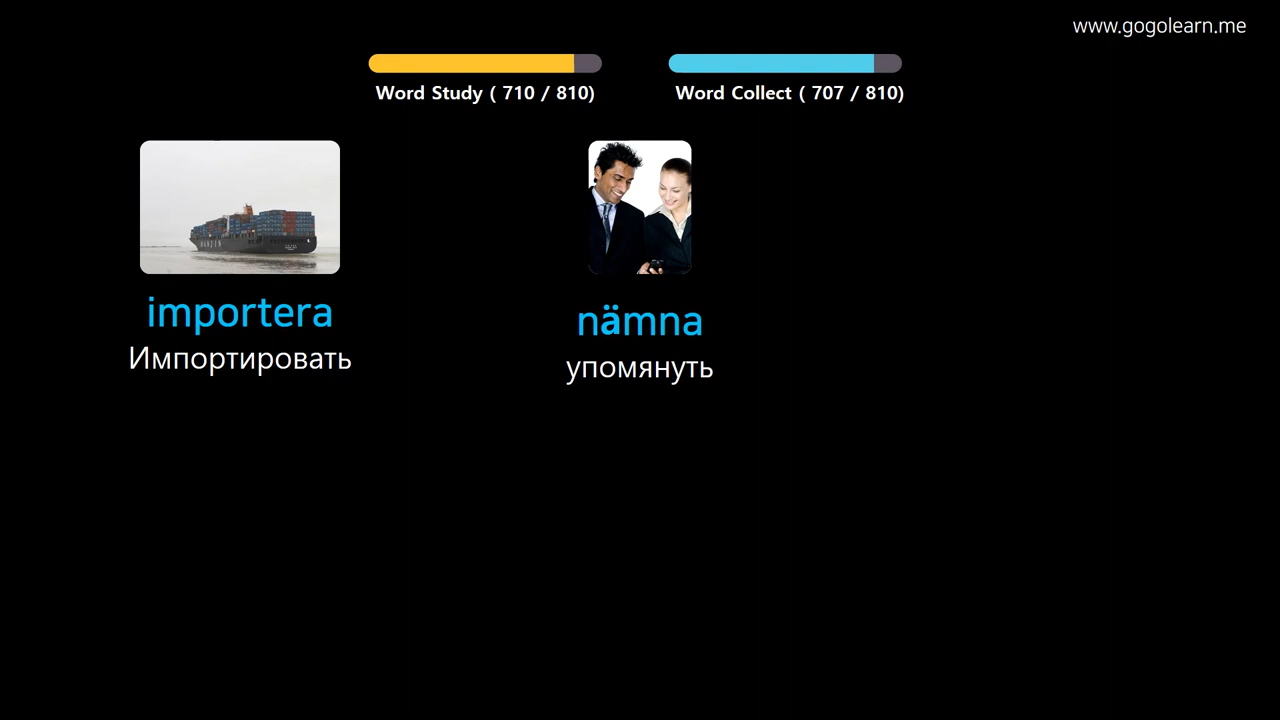 www.gogolearn.me
Word Study ( 710 / 810)
Word Collect ( 707 / 810)
importera
Импортировать
nämna
упомянуть